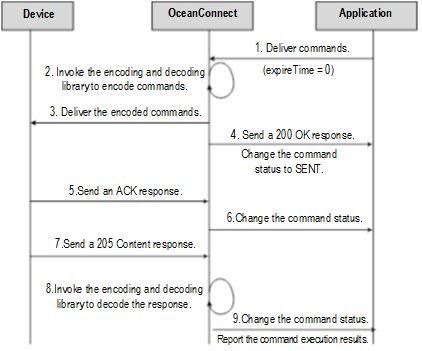 Device
OceanConnect
Application
1. Deliver commands.
(expireTime = 0)
2. Invoke the encoding and decoding
libraryto encode commands.
3. Deliver the encoded commands.
4. Send a 200 OK response.
Change the command
status to SENT.
5.Send an ACK response.
6.Change the command status.
7.Send a 205 Content response.
8.Invoke the encoding and decoding
libraryto decode the response.
9.Change the command status.
Report the command execution results.